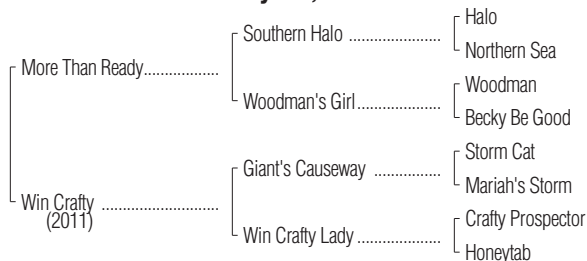 Halo
Southern Halo ....................
Northern Sea
More Than Ready................
Woodman
Woodman's Girl..................
Becky Be Good
Storm Cat
Giant's Causeway ..............
Mariah's Storm
Win Crafty .........................
(2011)
Crafty Prospector
Win Crafty Lady..................
Honeytab